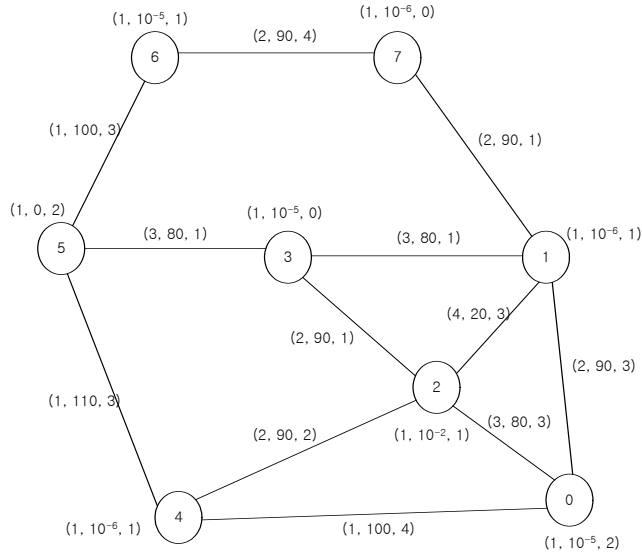 (1, 10⁻⁵, 1)
(1, 10⁻⁶, 0)
6
(2, 90, 4)
7
(1, 100, 3)
(2, 90, 1)
(1, 0, 2)
(1, 10⁻⁵, 0)
5
(3, 80, 1)
3
(3, 80, 1)
1
(1, 10⁻⁶, 1)
(4, 20, 3)
(2, 90, 1)
(2, 90, 3)
2
(1, 110, 3)
(2, 90, 2)
(1, 10⁻², 1)
(3, 80, 3)
0
4
(1, 10⁻⁶, 1)
(1, 100, 4)
(1, 10⁻⁵, 2)